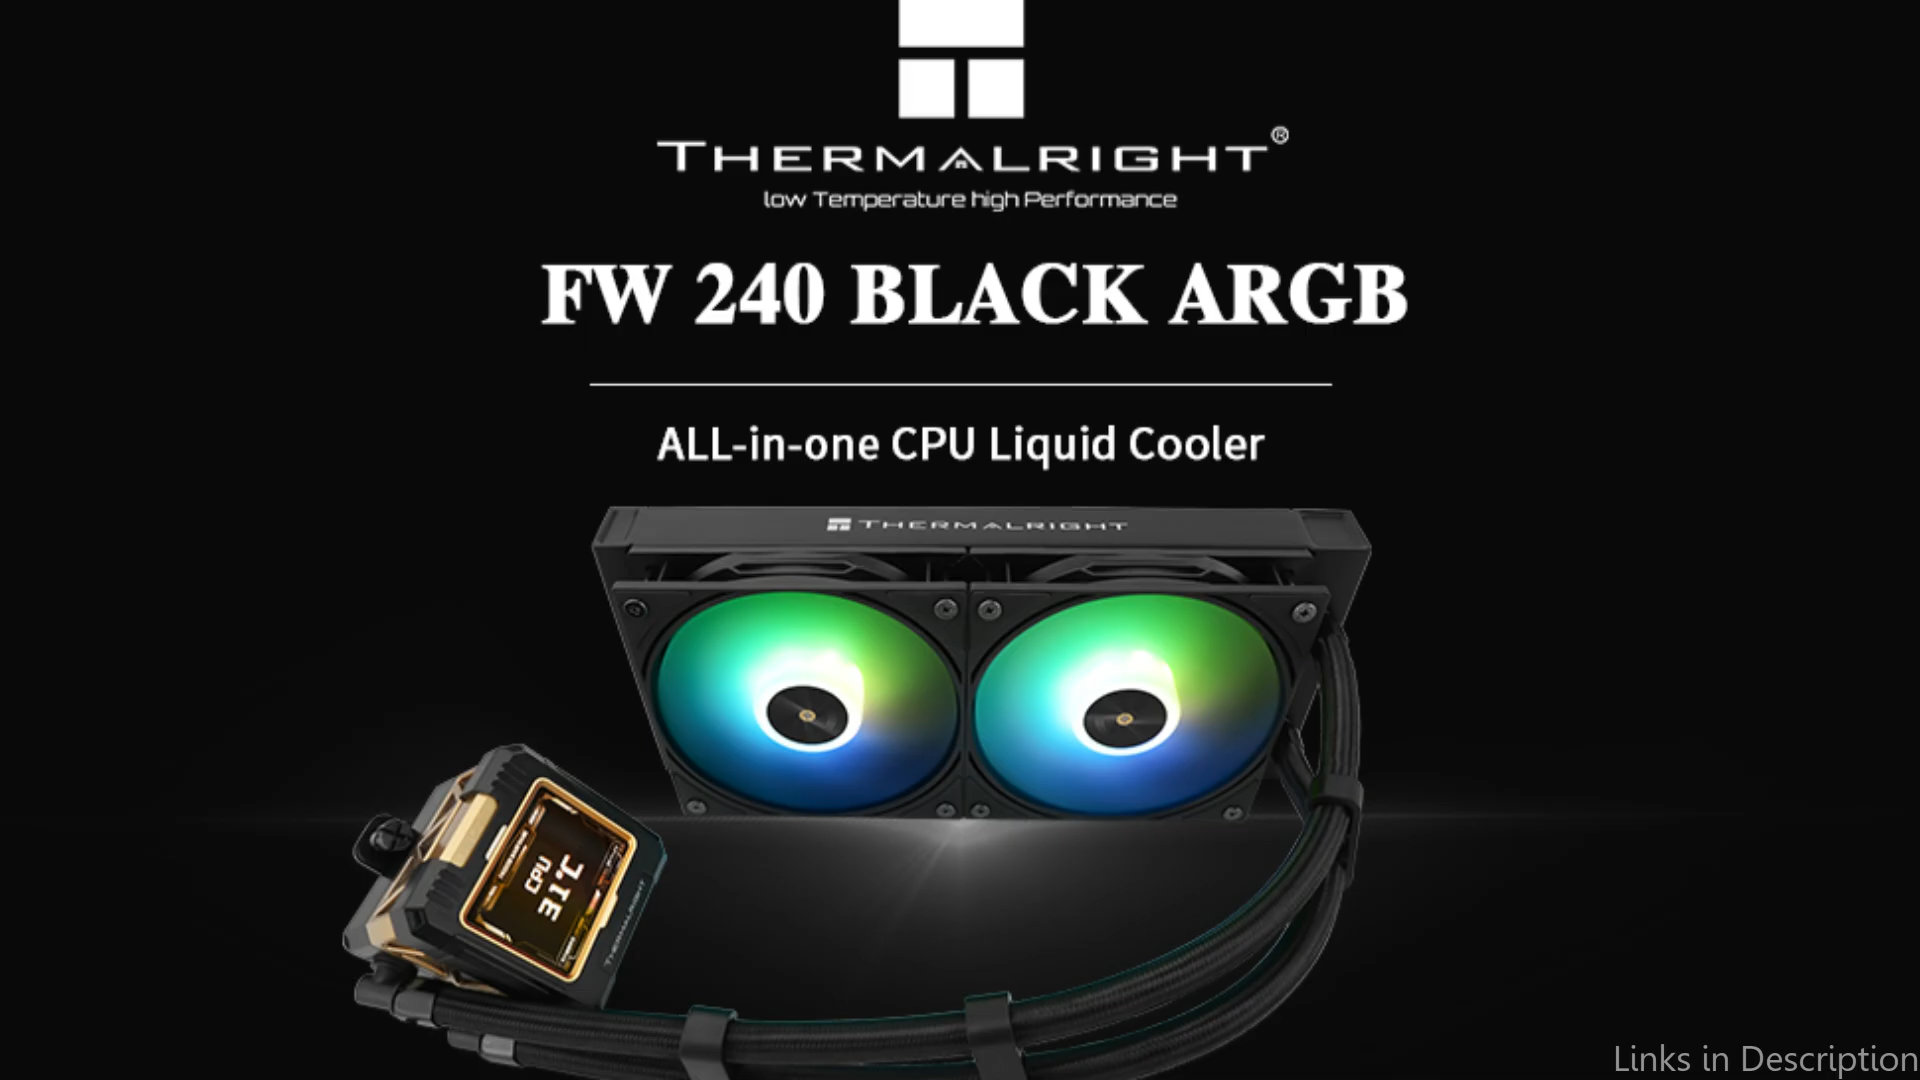 THERMALRIGHT®
low Temperature high Performance
FW 240 BLACK ARGB
ALL-in-one CPU Liquid Cooler
THERMALRIGHT
CPU
31℃
THERMALRIGHT
Links in Description